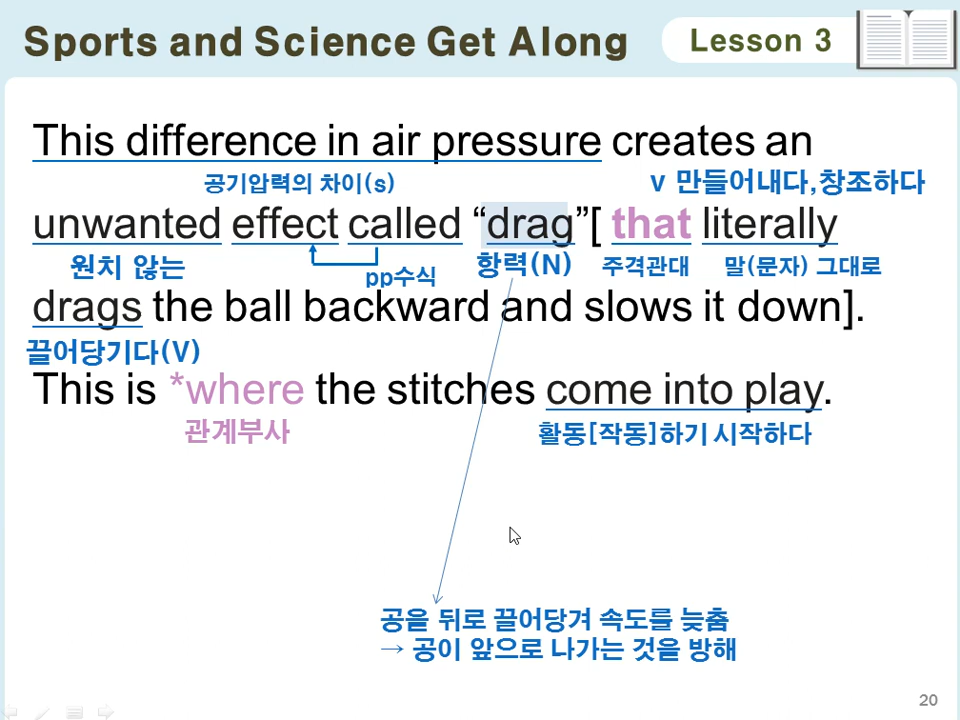 Sports and Science Get Along
Lesson 3
This difference in air pressure creates an
공기압력의 차이(s)
v 만들어내다,창조하다
unwanted effect called “drag”[ that literally
원치 않는
pp수식
항력(N)
주격관대
말(문자) 그대로
drags the ball backward and slows it down].
끌어당기다(V)
This is *where the stitches come into play.
관계부사
활동[작동]하기 시작하다
공을 뒤로 끌어당겨 속도를 늦춤
→ 공이 앞으로 나가는 것을 방해
20